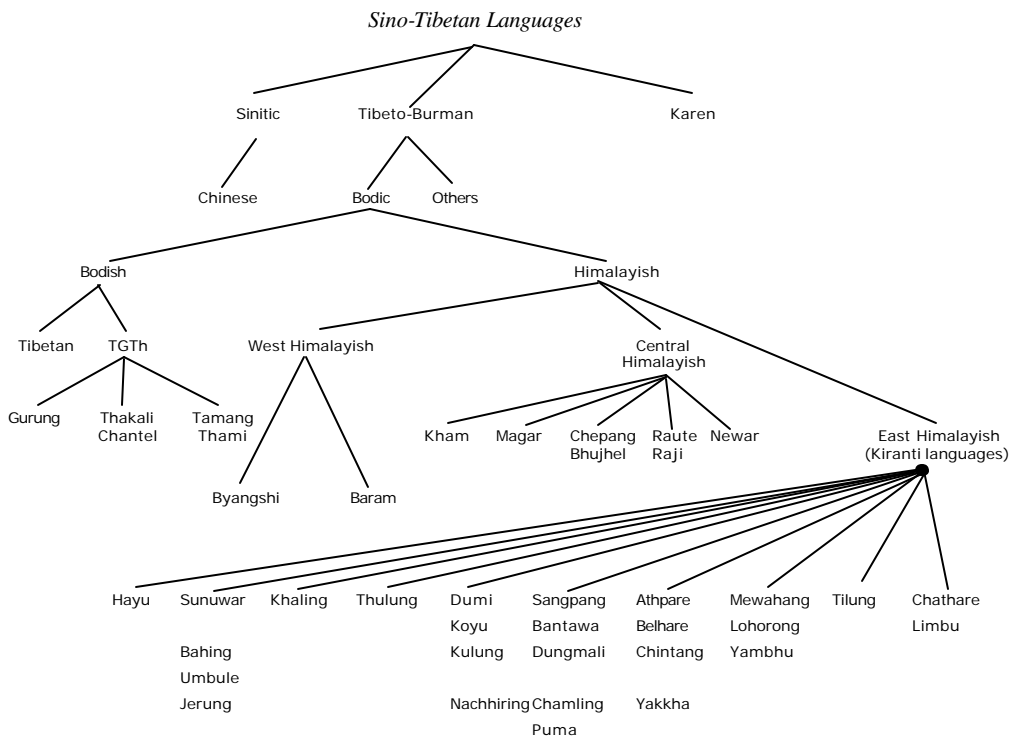 Sino-Tibetan Languages
Sinitic Tibeto-Burman Karen
Chinese Bodic Others
Bodish Himalayish
Tibetan TGTh West Himalayish Central
Himalayish
Gurung Thakali Tamang
Chantel Thami
Kham Magar Chepang Raute Newar East Himalayish
Bhujhel Raji (Kiranti languages)
Byangshi Baram
Hayu Sunuwar Khaling Thulung Dumi Sangpang Athpare Mewahang Tilung Chathare
Koyu Bantawa Belhare Lohorong Limbu
Bahing Kulung Dungmali Chintang Yambhu
Umbule
Jerung Nachhiring Chamling Yakkha
Puma